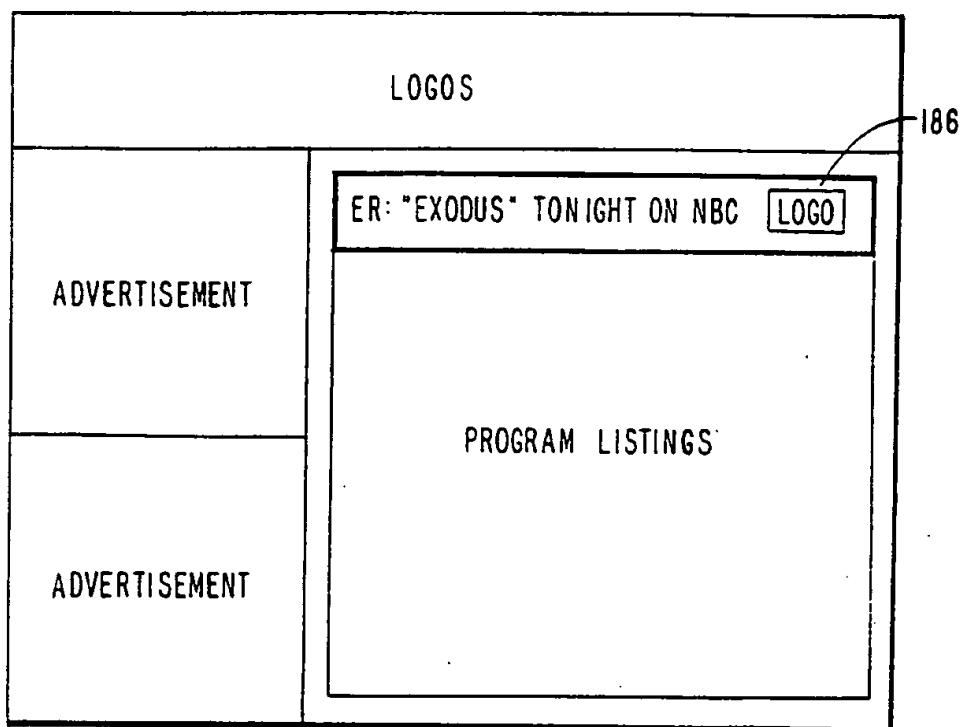 LOGOS
186
ER: "EXODUS" TONIGHT ON NBC LOGO
ADVERTISEMENT
PROGRAM LISTINGS
ADVERTISEMENT